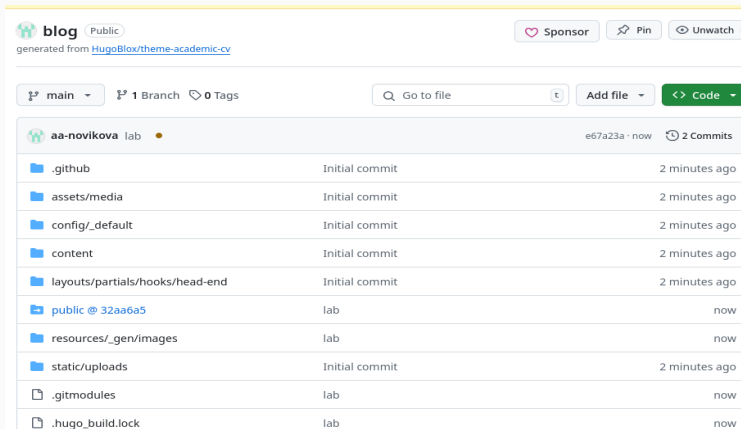 blog Public Sponsor Pin Unwatch
generated from HugoBlox/theme-academic-cv
main 1 Branch 0 Tags Go to file t Add file Code
aa-novikova lab e67a23a · now 2 Commits
.github Initial commit 2 minutes ago
assets/media Initial commit 2 minutes ago
config/_default Initial commit 2 minutes ago
content Initial commit 2 minutes ago
layouts/partials/hooks/head-end Initial commit 2 minutes ago
public @ 32aa6a5 lab now
resources/_gen/images lab now
static/uploads Initial commit 2 minutes ago
.gitmodules lab now
.hugo_build.lock lab now